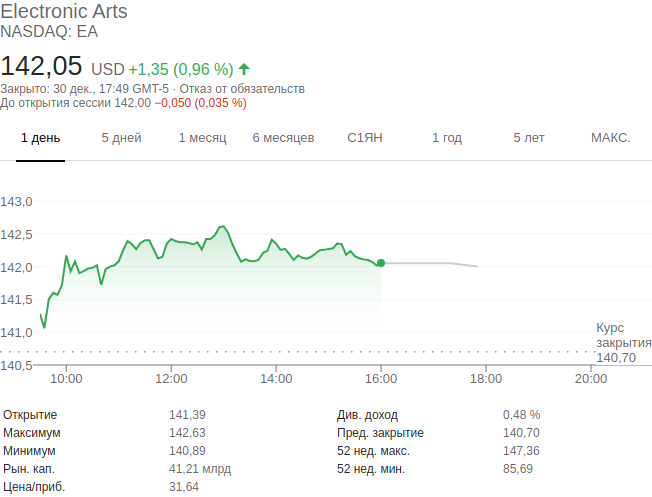 Electronic Arts
NASDAQ: EA
142,05 USD +1,35 (0,96 %)
Закрыто: 30 дек., 17:49 GMT-5 · Отказ от обязательств
До открытия сессии 142,00 −0,050 (0,035 %)
1 день 5 дней 1 месяц 6 месяцев С1ЯН 1 год 5 лет МАКС.
143,0
142,5
142,0
141,5
141,0
Курс
закрытия
140,70
140,5
10:00 12:00 14:00 16:00 18:00 20:00
Открытие 141,39 Див. доход 0,48 %
Максимум 142,63 Пред. закрытие 140,70
Минимум 140,89 52 нед. макс. 147,36
Рын. кап. 41,21 млрд 52 нед. мин. 85,69
Цена/приб. 31,64